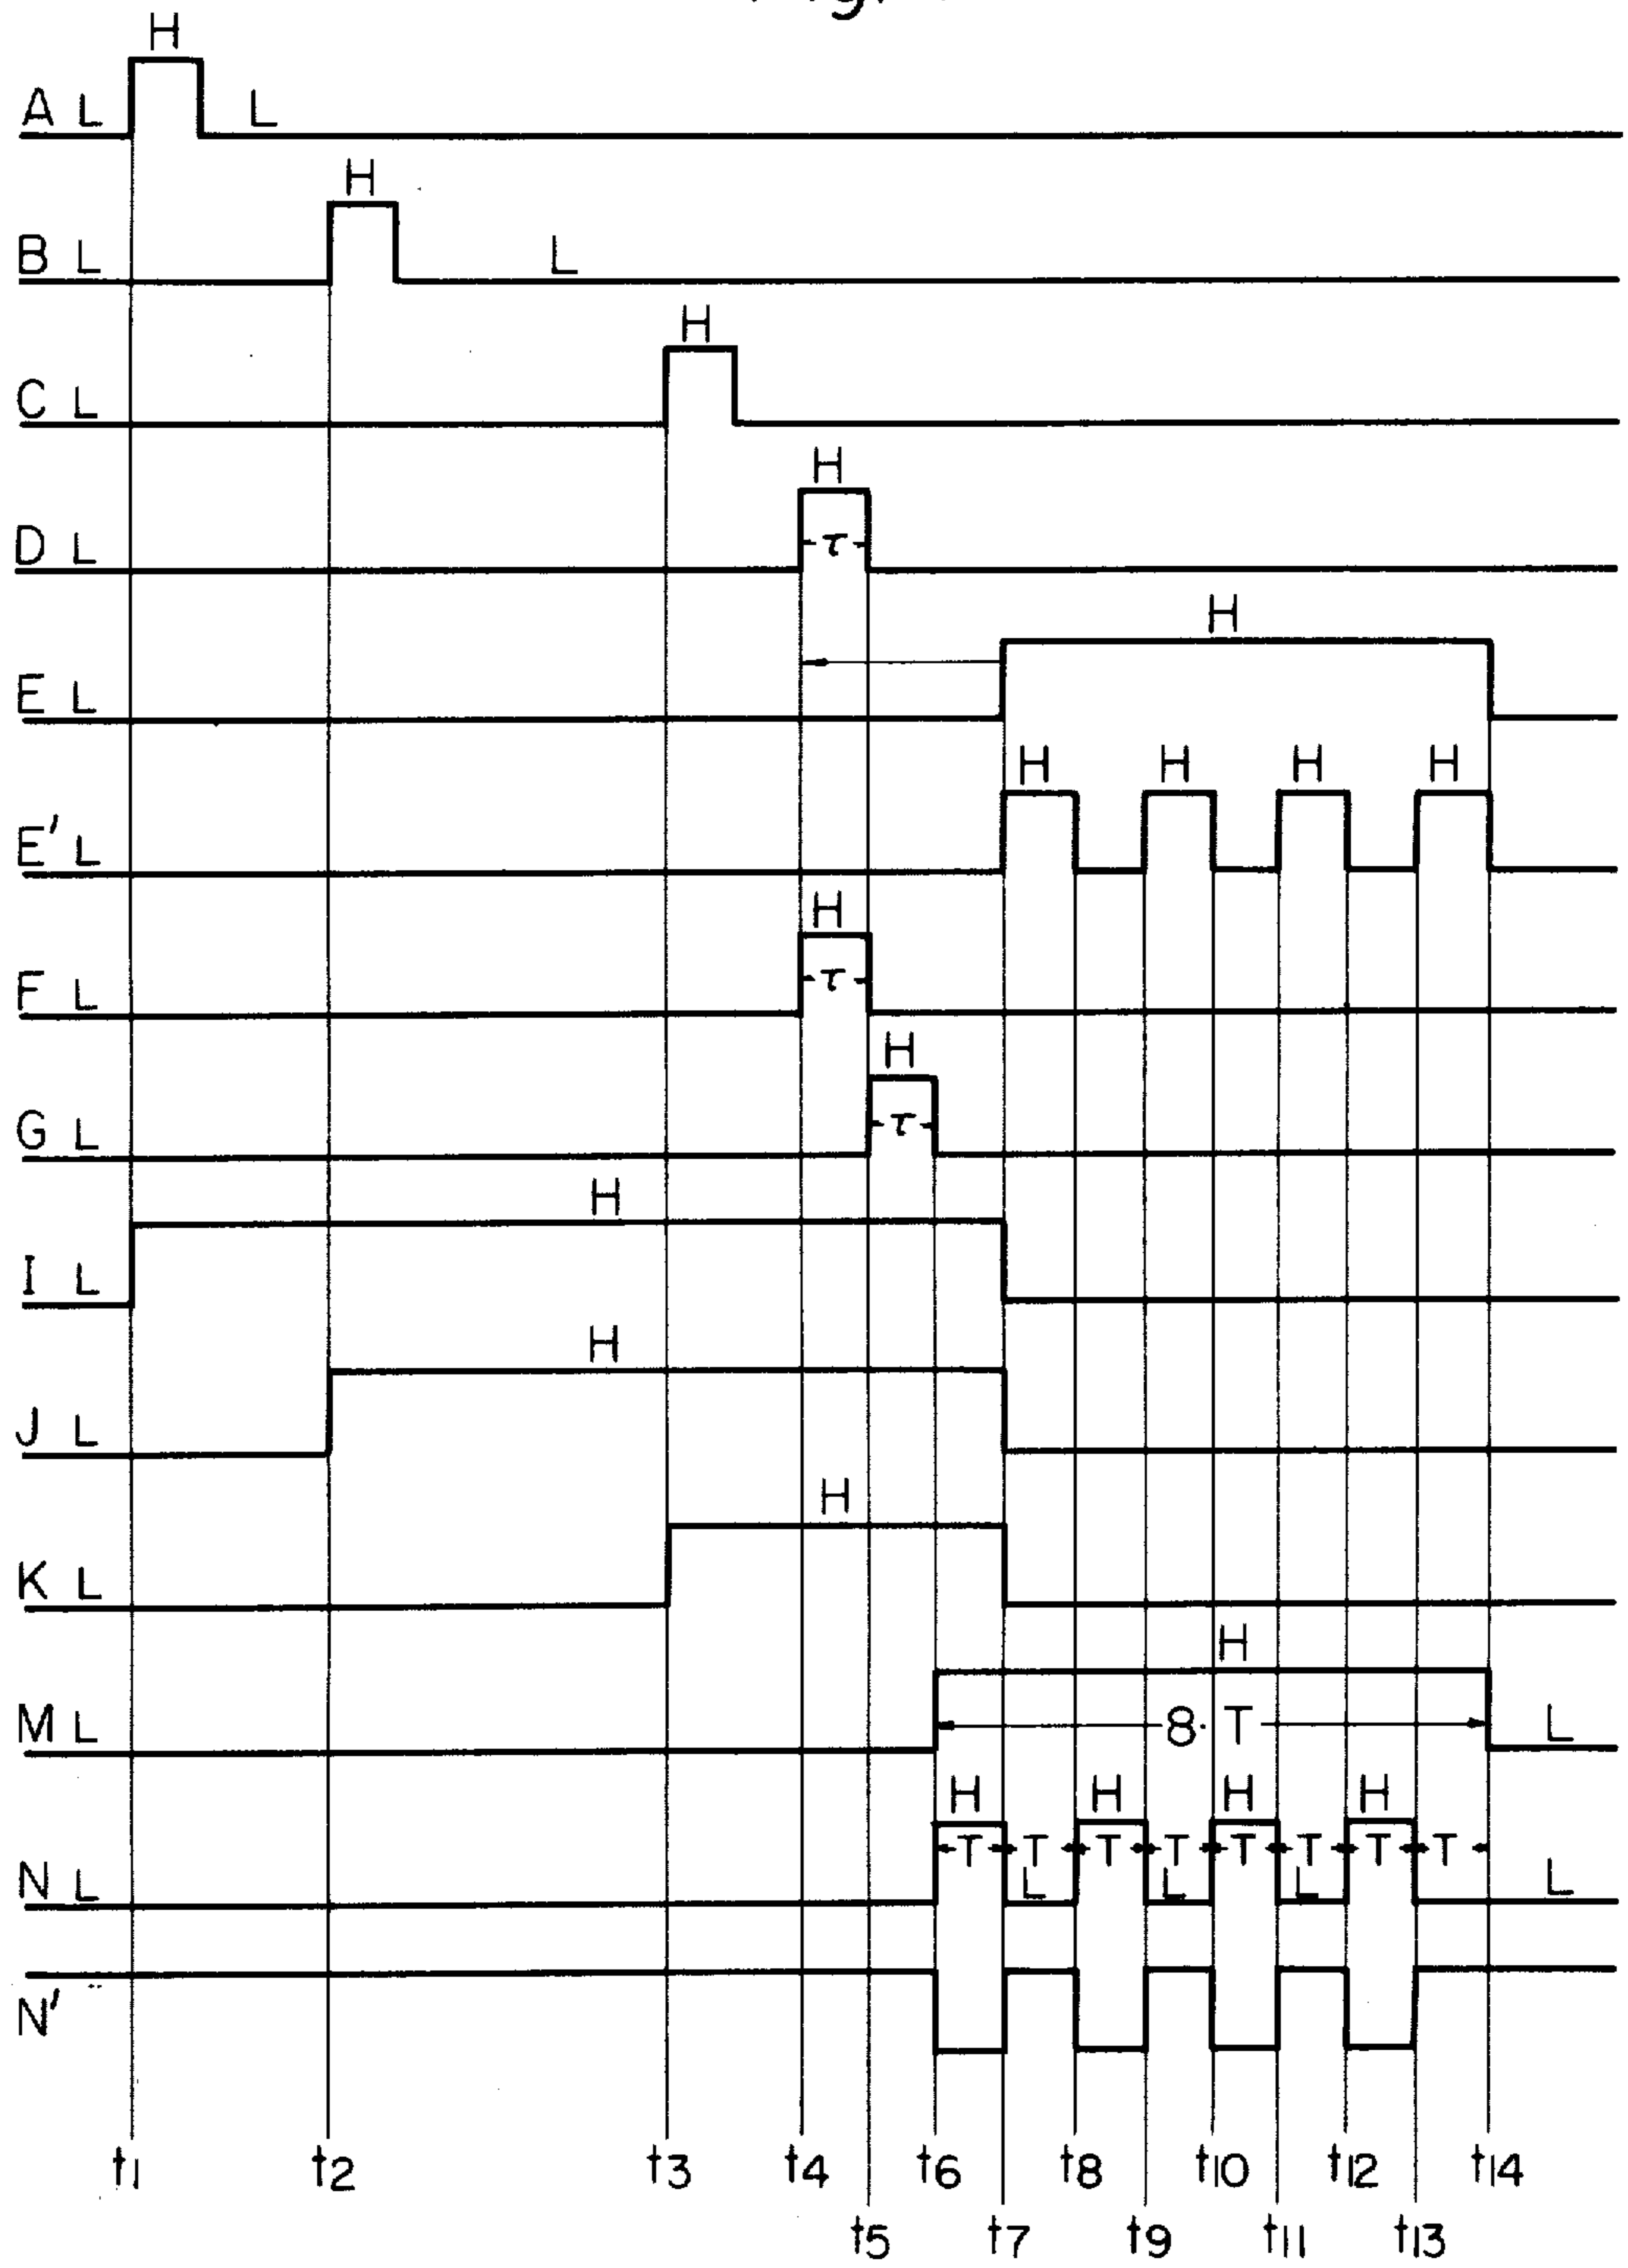 H
A L L
H
B L L
H
C L
H
D L τ
H
E L
H H H H
E' L
H
F L τ
H
G L τ
H
I L
H
J L
H
K L
H
M L 8·T L
H H H H
T T T T T T T T
N L L L L L
N'
t1 t2 t3 t4 t6 t8 t10 t12 t14
t5 t7 t9 t11 t13